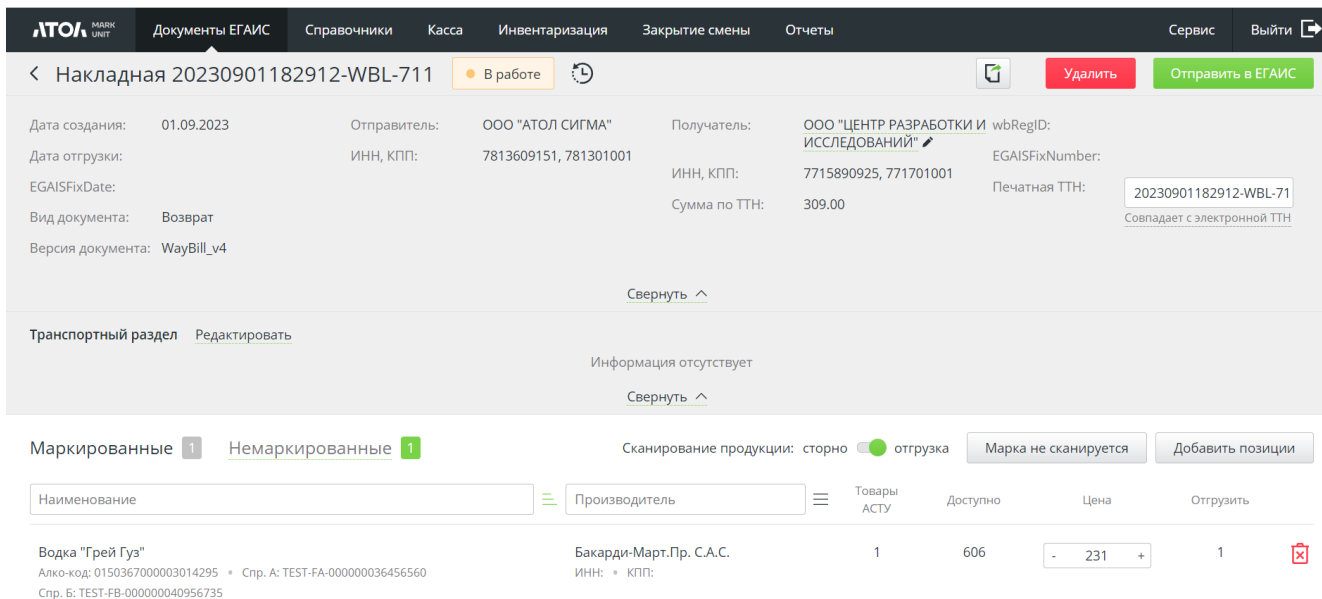 АТОЛ MARK UNIT Документы ЕГАИС Справочники Касса Инвентаризация Закрытие смены Отчеты Сервис Выйти
Накладная 20230901182912-WBL-711 В работе Удалить Отправить в ЕГАИС
Дата создания: 01.09.2023 Отправитель: ООО "АТОЛ СИГМА" Получатель: ООО "ЦЕНТР РАЗРАБОТКИ И ИССЛЕДОВАНИЙ" wbRegID:
Дата отгрузки: ИНН, КПП: 7813609151, 781301001 EGAISFixNumber:
ИНН, КПП: 7715890925, 771701001
EGAISFixDate: Печатная ТТН: 20230901182912-WBL-71
Сумма по ТТН: 309.00
Вид документа: Возврат Совпадает с электронной ТТН
Версия документа: WayBill_v4
Свернуть
Транспортный раздел Редактировать
Информация отсутствует
Свернуть
Маркированные 1 Немаркированные 1 Сканирование продукции: сторно отгрузка Марка не сканируется Добавить позиции
Наименование Производитель Товары АСТУ Доступно Цена Отгрузить
Водка "Грей Гуз" Бакарди-Март.Пр. С.А.С. 1 606 - 231 + 1
Алко-код: 0150367000003014295 Спр. А: TEST-FA-000000036456560 ИНН: КПП:
Спр. Б: TEST-FB-000000040956735